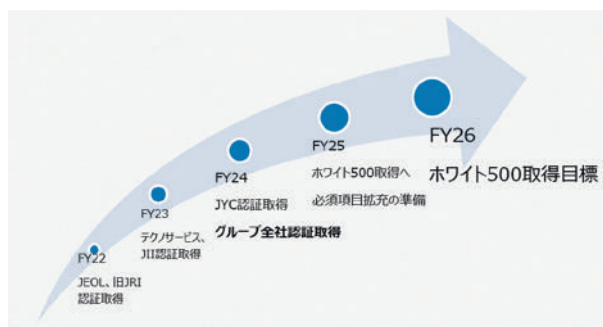 FY22
JEOL、旧JRI
認証取得
FY23
テクノサービス、
JII認証取得
FY24
JYC認証取得
グループ全社認証取得
FY25
ホワイト500取得へ
必須項目拡充の準備
FY26
ホワイト500取得目標